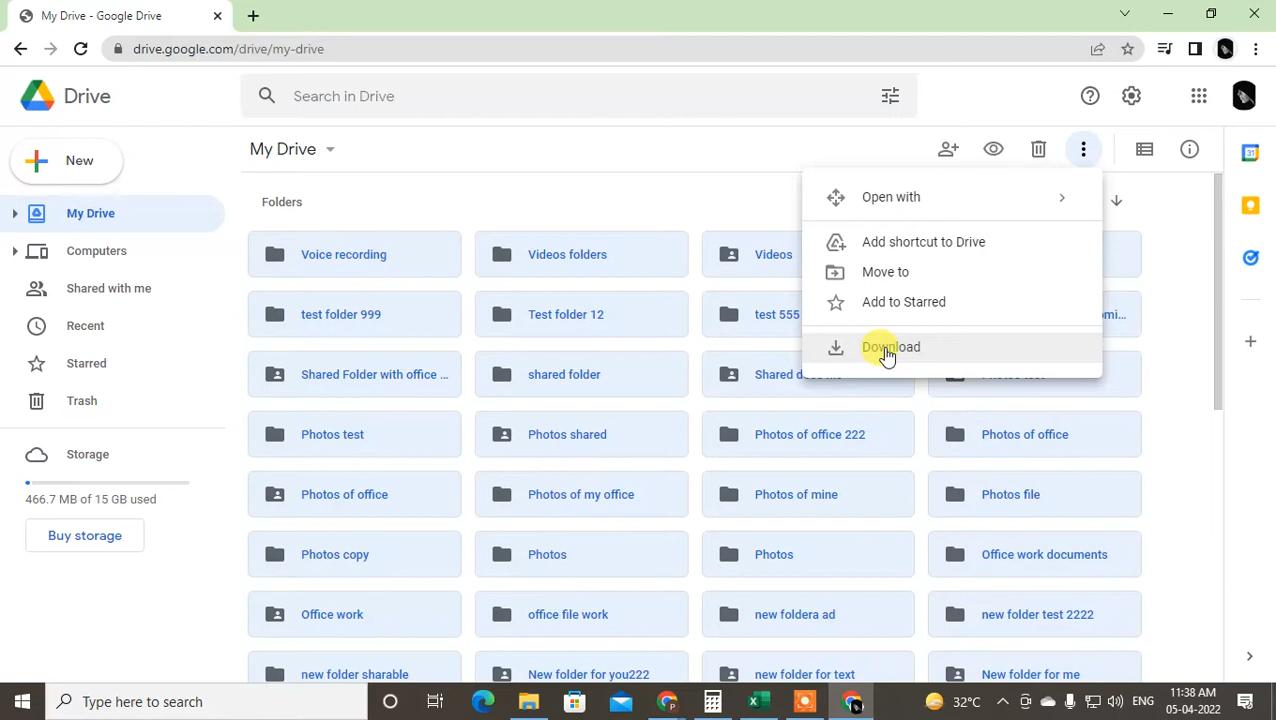 My Drive - Google Drive
drive.google.com/drive/my-drive
Drive
Search in Drive
New
My Drive
My Drive
Computers
Shared with me
Recent
Starred
Trash
Storage
466.7 MB of 15 GB used
Buy storage
Folders
Open with
Add shortcut to Drive
Move to
Add to Starred
Download
Voice recording
Videos folders
Videos
test folder 999
Test folder 12
test 555
Shared Folder with office ...
shared folder
Photos test
Photos shared
Photos of office 222
Photos of office
Photos of office
Photos of my office
Photos of mine
Photos file
Photos copy
Photos
Photos
Office work documents
Office work
office file work
new foldera ad
new folder test 2222
new folder sharable
New folder for you222
new folder for text
New folder for me
31
Type here to search
32°C
ENG
11:38 AM
05-04-2022